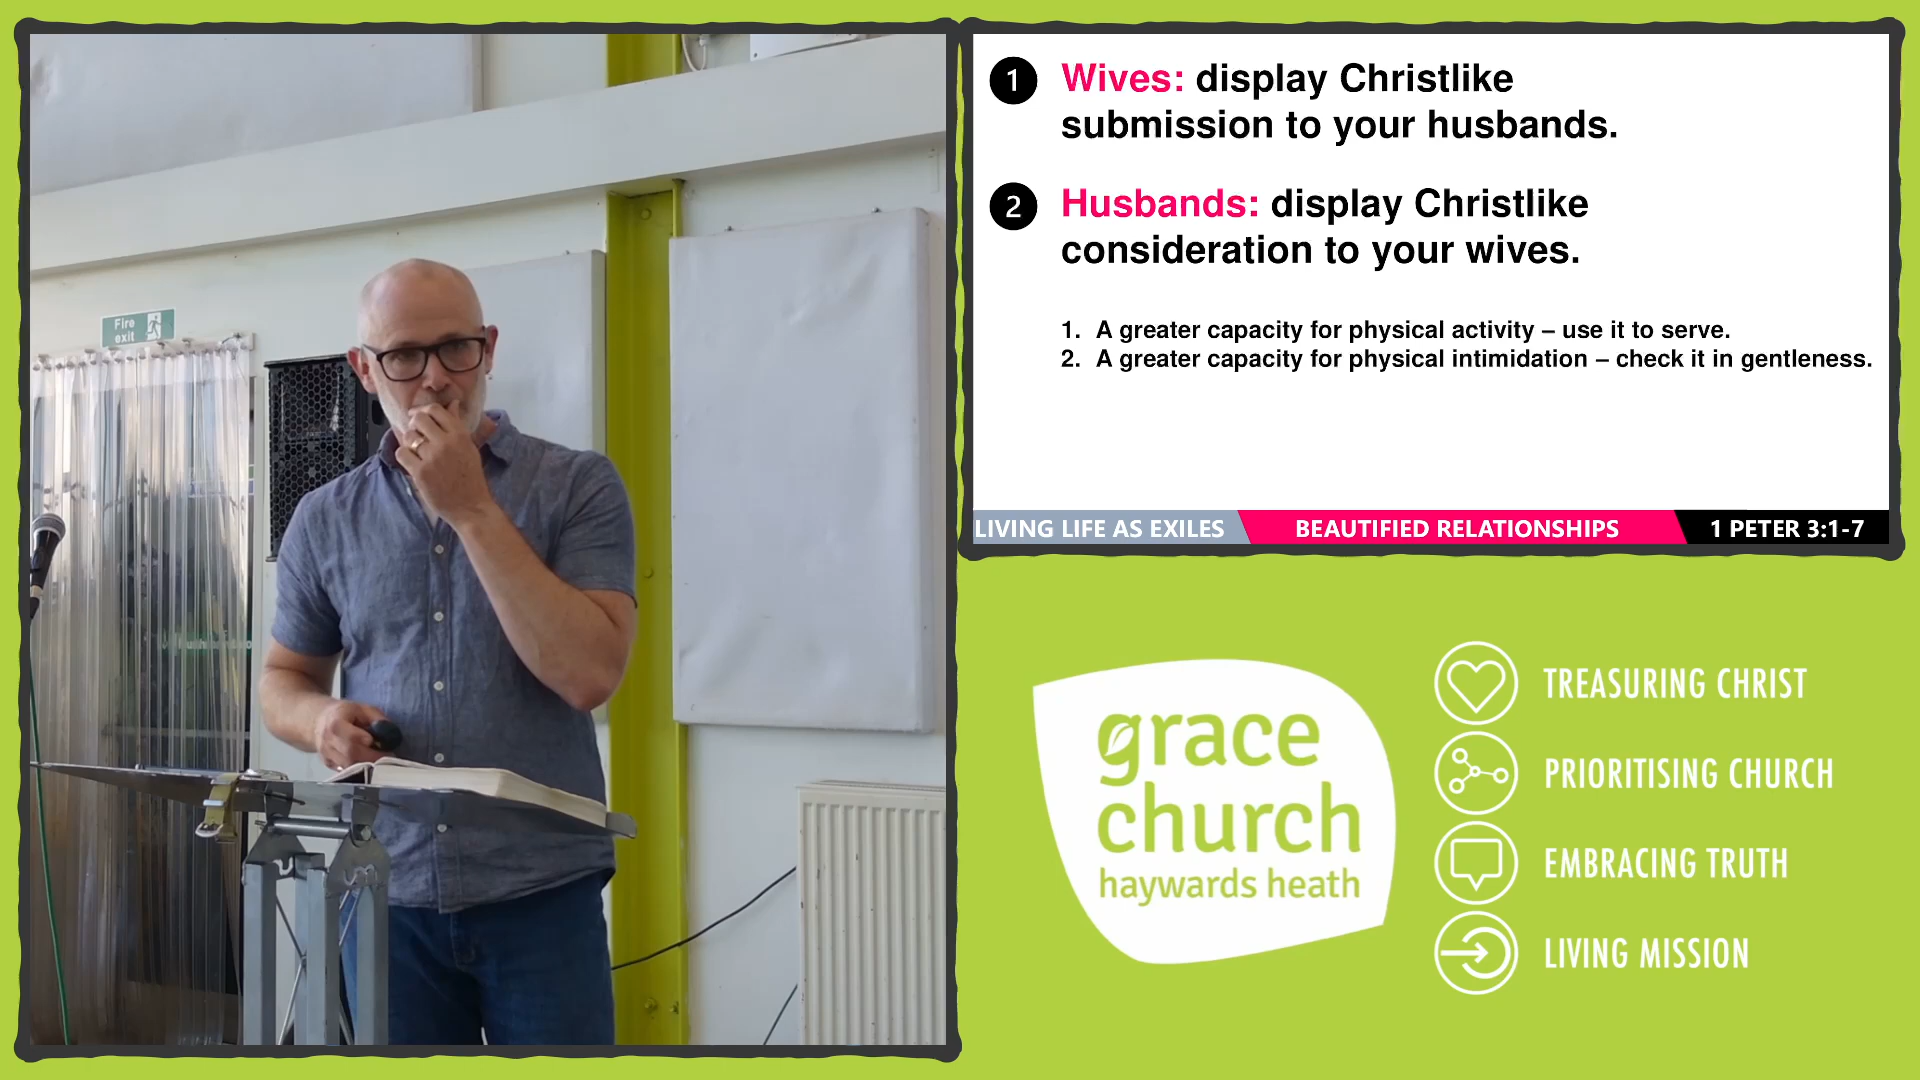 Fire
exit
1 Wives: display Christlike
submission to your husbands.
2 Husbands: display Christlike
consideration to your wives.
1. A greater capacity for physical activity – use it to serve.
2. A greater capacity for physical intimidation – check it in gentleness.
LIVING LIFE AS EXILES BEAUTIFIED RELATIONSHIPS 1 PETER 3:1-7
grace
church
haywards heath
TREASURING CHRIST
PRIORITISING CHURCH
EMBRACING TRUTH
LIVING MISSION